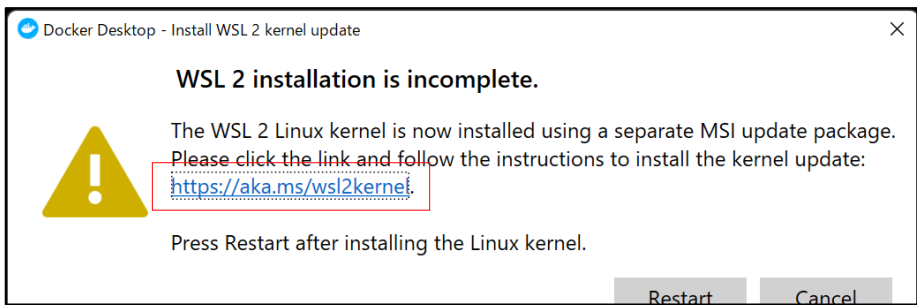 Docker Desktop - Install WSL 2 kernel update
WSL 2 installation is incomplete.
The WSL 2 Linux kernel is now installed using a separate MSI update package.
Please click the link and follow the instructions to install the kernel update:
https://aka.ms/wsl2kernel.
Press Restart after installing the Linux kernel.
Restart Cancel